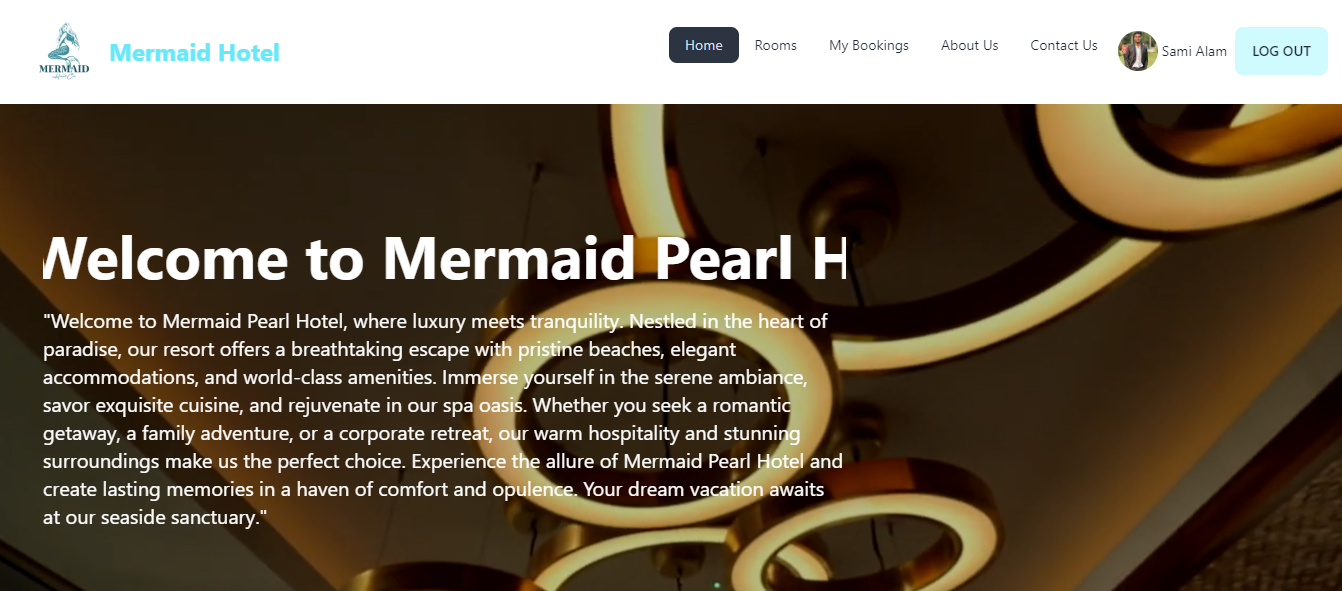 MERMAID
Mermaid Hotel
Home
Rooms
My Bookings
About Us
Contact Us
Sami Alam
LOG OUT
Welcome to Mermaid Pearl H
"Welcome to Mermaid Pearl Hotel, where luxury meets tranquility. Nestled in the heart of
paradise, our resort offers a breathtaking escape with pristine beaches, elegant
accommodations, and world-class amenities. Immerse yourself in the serene ambiance,
savor exquisite cuisine, and rejuvenate in our spa oasis. Whether you seek a romantic
getaway, a family adventure, or a corporate retreat, our warm hospitality and stunning
surroundings make us the perfect choice. Experience the allure of Mermaid Pearl Hotel and
create lasting memories in a haven of comfort and opulence. Your dream vacation awaits
at our seaside sanctuary."